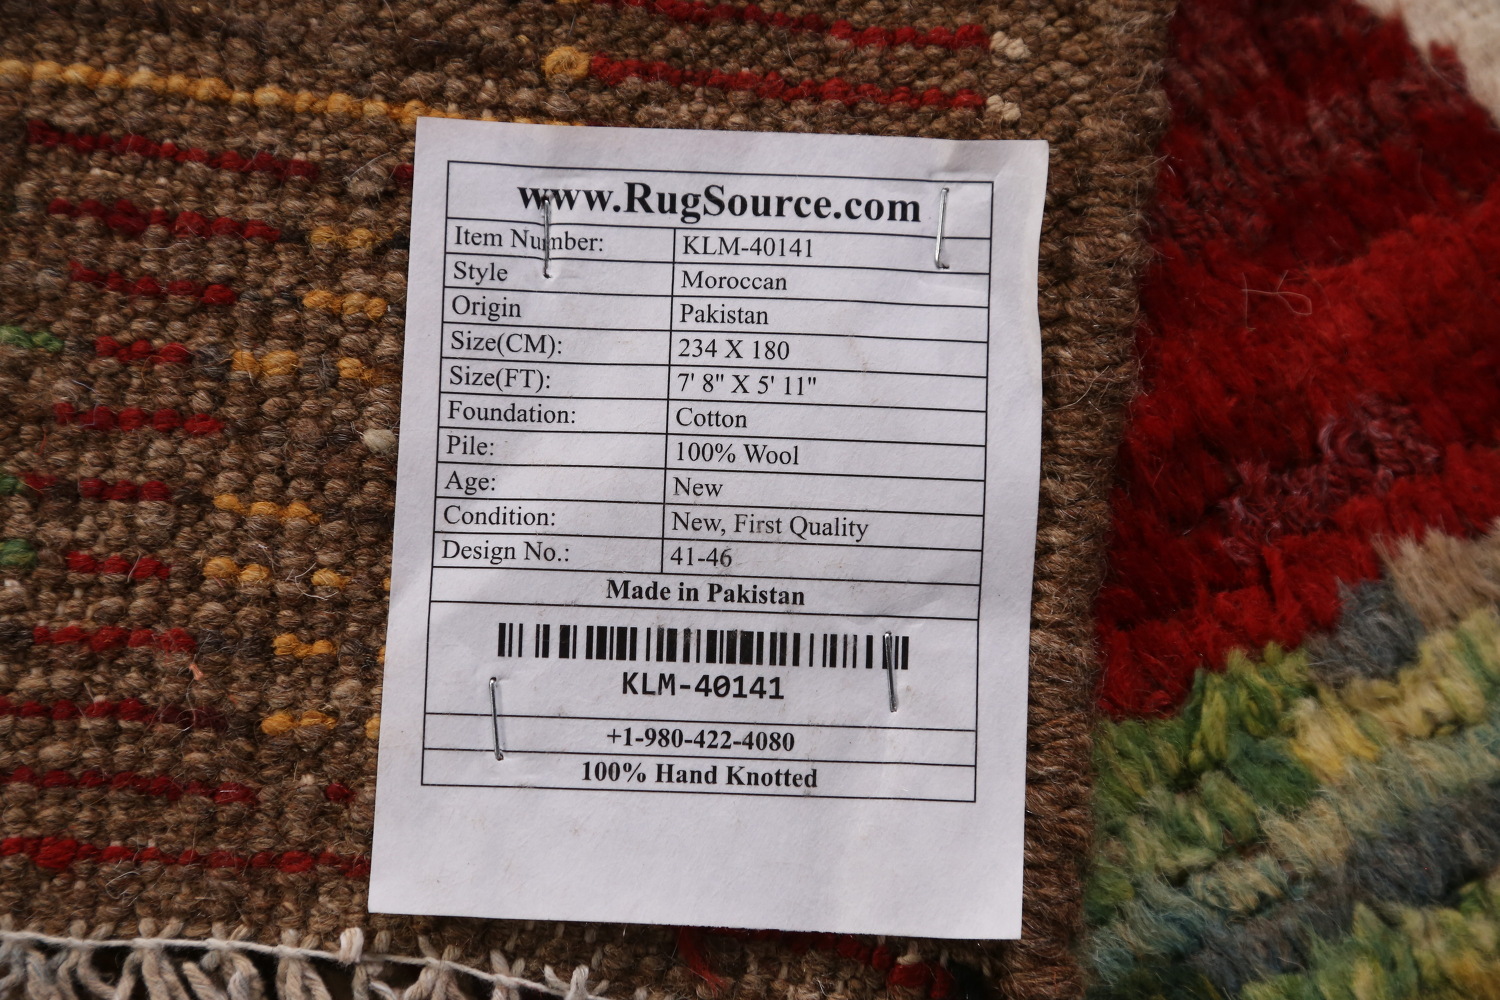 www.RugSource.com
Item Number: KLM-40141
Style Moroccan
Origin Pakistan
Size(CM): 234 X 180
Size(FT): 7' 8" X 5' 11"
Foundation: Cotton
Pile: 100% Wool
Age: New
Condition: New, First Quality
Design No.: 41-46
Made in Pakistan
KLM-40141
+1-980-422-4080
100% Hand Knotted